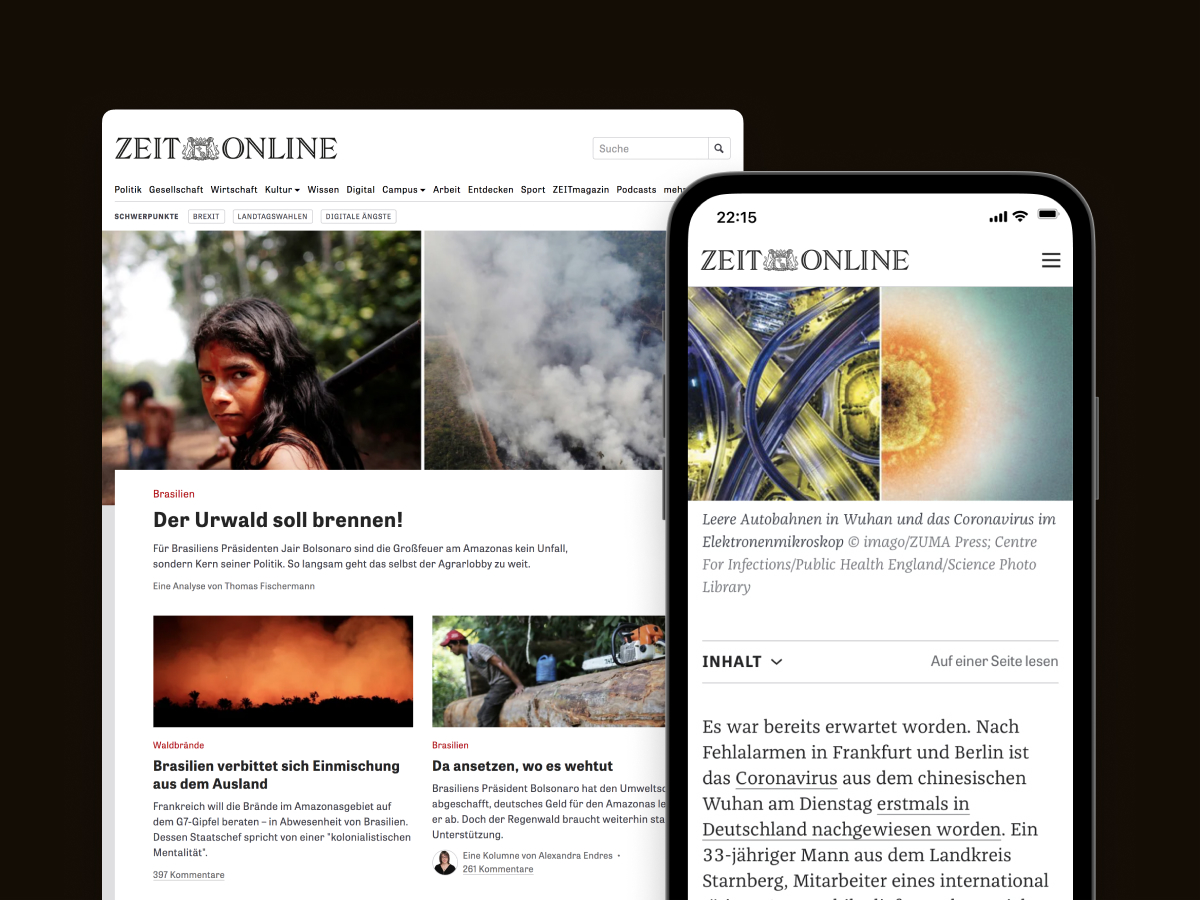 ZEIT ONLINE
Suche
Politik Gesellschaft Wirtschaft Kultur Wissen Digital Campus Arbeit Entdecken Sport ZEITmagazin Podcasts
SCHWERPUNKTE BREXIT LANDTAGSWAHLEN DIGITALE ÄNGSTE
Brasilien
Der Urwald soll brennen!
Für Brasiliens Präsidenten Jair Bolsonaro sind die Großfeuer am Amazonas kein Unfall,
sondern Kern seiner Politik. So langsam geht das selbst der Agrarlobby zu weit.
Eine Analyse von Thomas Fischermann
Waldbrände
Brasilien verbittet sich Einmischung
aus dem Ausland
Frankreich will die Brände im Amazonasgebiet auf
dem G7-Gipfel beraten – in Abwesenheit von Brasilien.
Dessen Staatschef spricht von einer "kolonialistischen
Mentalität".
397 Kommentare
Brasilien
Da ansetzen, wo es wehtut
Brasiliens Präsident Bolsonaro hat den
abgeschafft, deutsches Geld für den Amazonas
er ab. Doch der Regenwald braucht weiterhin
Unterstützung.
Eine Kolumne von Alexandra Endres •
261 Kommentare
22:15
ZEIT ONLINE
Leere Autobahnen in Wuhan und das Coronavirus im
Elektronenmikroskop © imago/ZUMA Press; Centre
For Infections/Public Health England/Science Photo
Library
INHALT Auf einer Seite lesen
Es war bereits erwartet worden. Nach
Fehlalarmen in Frankfurt und Berlin ist
das Coronavirus aus dem chinesischen
Wuhan am Dienstag erstmals in
Deutschland nachgewiesen worden. Ein
33-jähriger Mann aus dem Landkreis
Starnberg, Mitarbeiter eines international